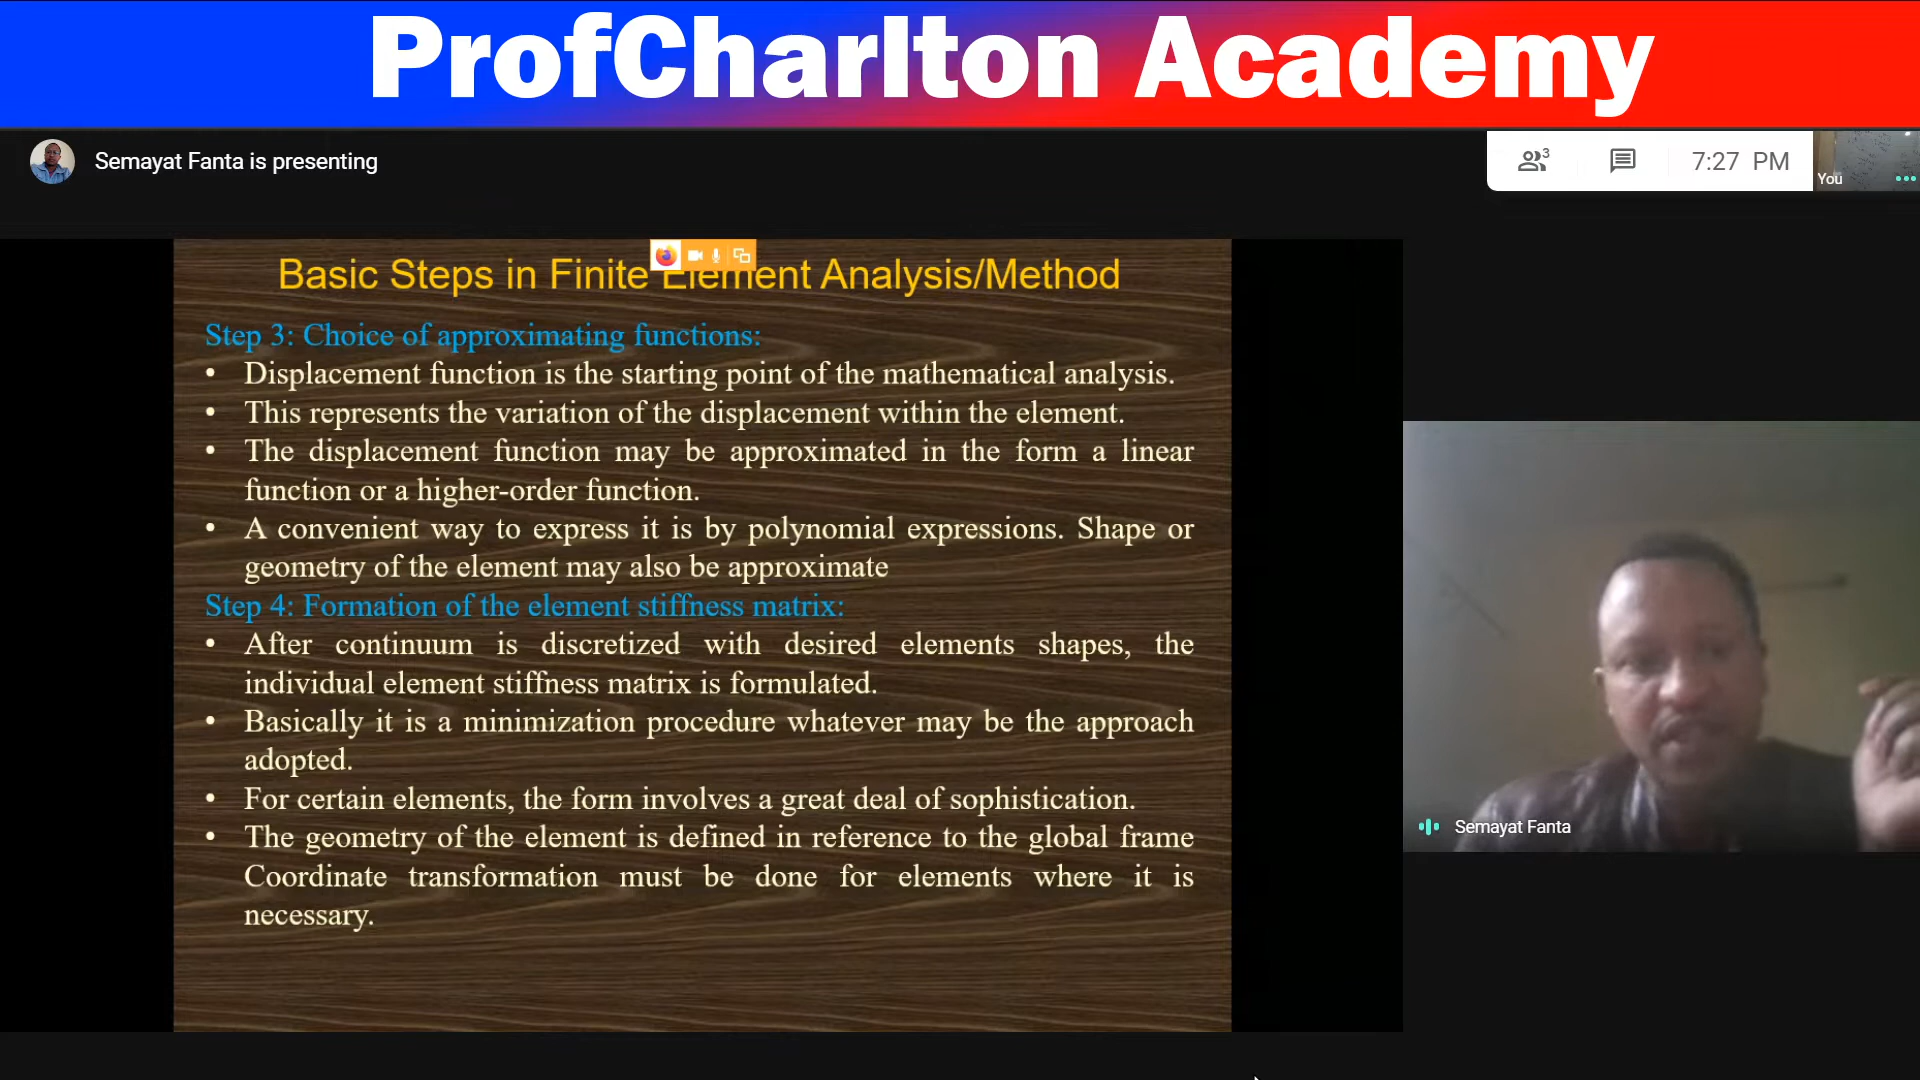 ProfCharlton Academy
Semayat Fanta is presenting
3
7:27 PM
You
Basic Steps in Finite Element Analysis/Method
Step 3: Choice of approximating functions:
• Displacement function is the starting point of the mathematical analysis.
• This represents the variation of the displacement within the element.
• The displacement function may be approximated in the form a linear
function or a higher-order function.
• A convenient way to express it is by polynomial expressions. Shape or
geometry of the element may also be approximate
Step 4: Formation of the element stiffness matrix:
• After continuum is discretized with desired elements shapes, the
individual element stiffness matrix is formulated.
• Basically it is a minimization procedure whatever may be the approach
adopted.
• For certain elements, the form involves a great deal of sophistication.
• The geometry of the element is defined in reference to the global frame
Coordinate transformation must be done for elements where it is
necessary.
Semayat Fanta